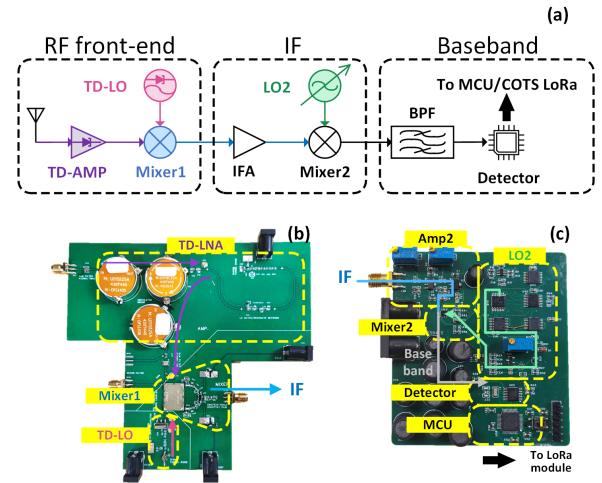 (a)
RF front-end
IF
Baseband
TD-LO
LO2
To MCU/COTS LoRa
BPF
TD-AMP
Mixer1
IFA
Mixer2
Detector
(b)
TD-LNA
AMP.
Mixer1
IF
TD-LO
(c)
Amp2
LO2
IF
Mixer2
Base
band
Detector
MCU
To LoRa
module